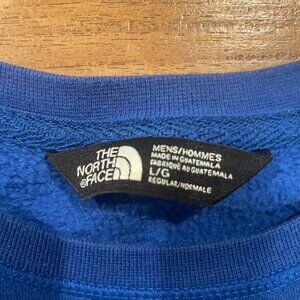 THE
NORTH
FACE
MENS/HOMMES
MADE IN GUATEMALA
FABRIQUÉ AU GUATEMALA
L/G
REGULAR/NORMALE